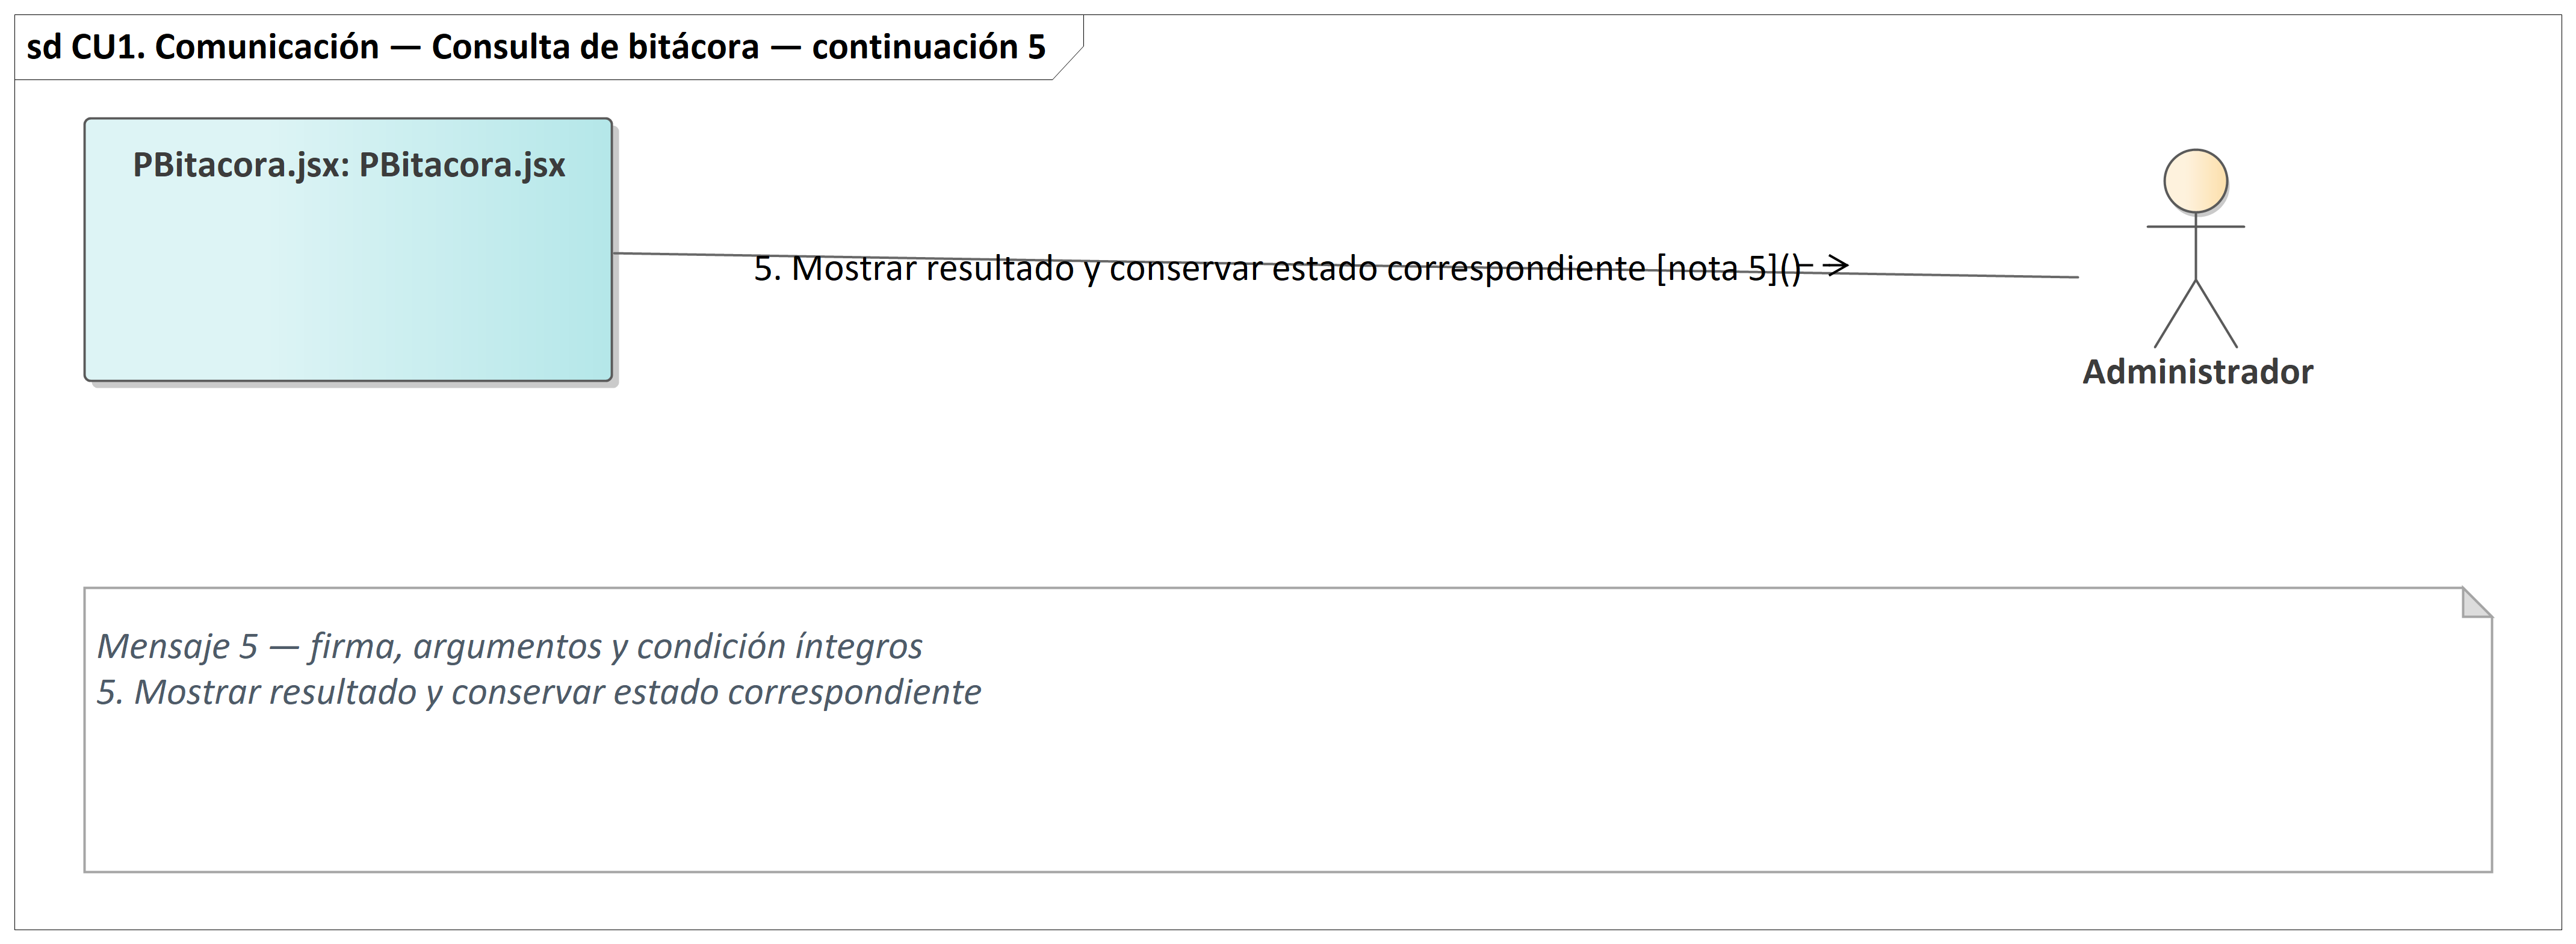 sd CU1. Comunicación — Consulta de bitácora — continuación 5
PBitacora.jsx: PBitacora.jsx
5. Mostrar resultado y conservar estado correspondiente [nota 5]()
Administrador
Mensaje 5 — firma, argumentos y condición íntegros
5. Mostrar resultado y conservar estado correspondiente